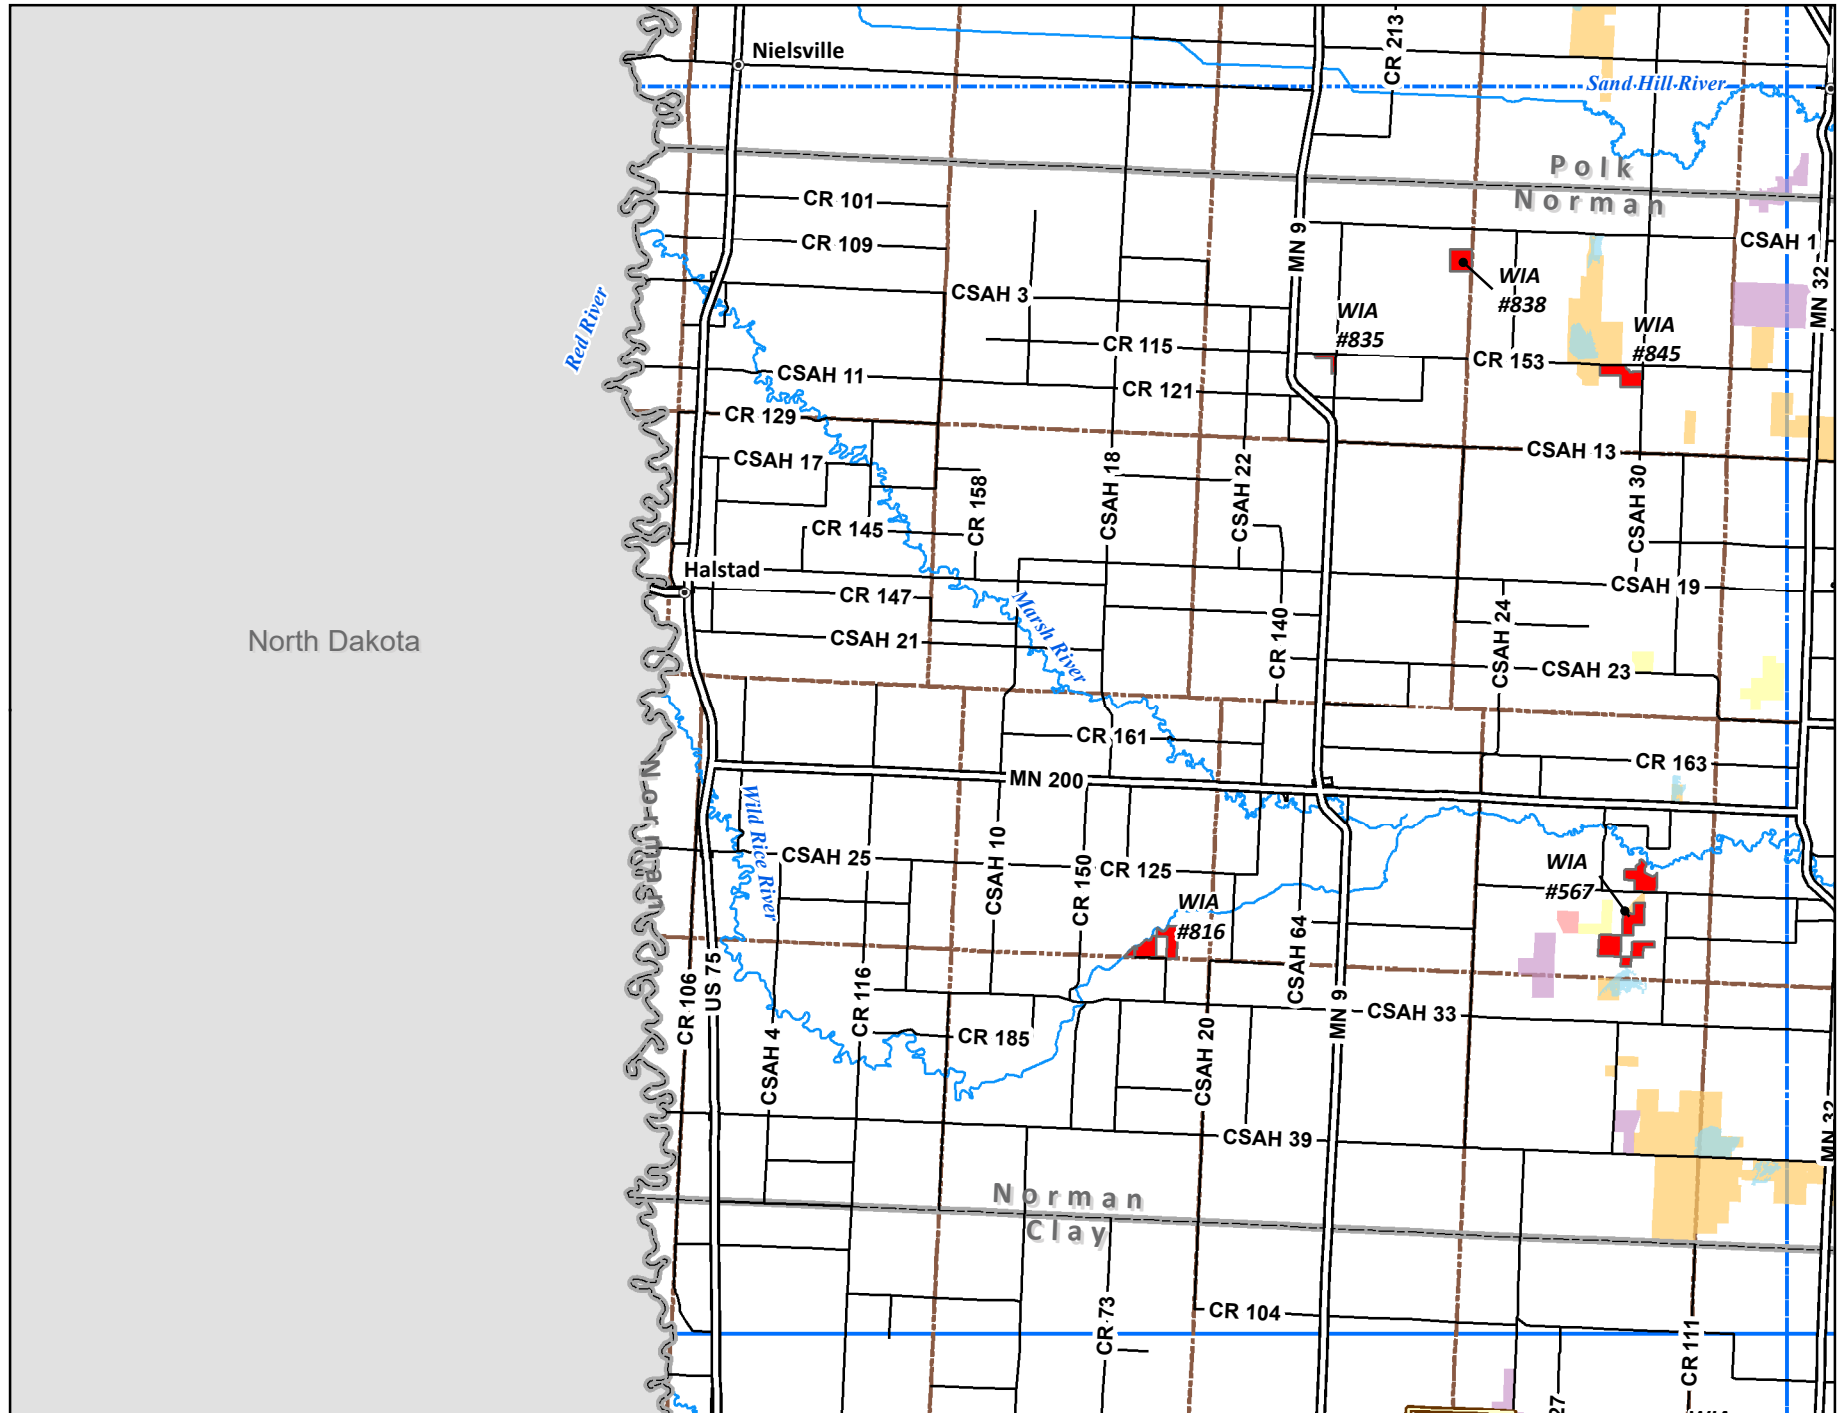 Nielsville
CR 213
Sand Hill River
Polk
Norman
CR 101
CR 109
CSAH 1
MN 9
MN 32
WIA
#838
CSAH 3
Red River
WIA
#835
WIA
#845
CR 115
CR 153
CSAH 11
CR 121
CR 129
CSAH 13
CSAH 17
CSAH 18
CSAH 22
CR 158
CSAH 30
CR 145
Halstad
CSAH 19
CR 147
Marsh River
CR 140
CSAH 24
CSAH 21
North Dakota
CSAH 23
CR 161
CR 163
MN 200
Wild Rice River
Norman
CSAH 25
CSAH 10
CR 150
CR 125
WIA
#567
WIA
#816
CSAH 64
CR 106
US 75
CR 116
MN 9
CSAH 33
CR 185
CSAH 4
CSAH 20
CSAH 39
MN 32
Norman
Clay
CR 104
CR 73
CR 111
27
WIA